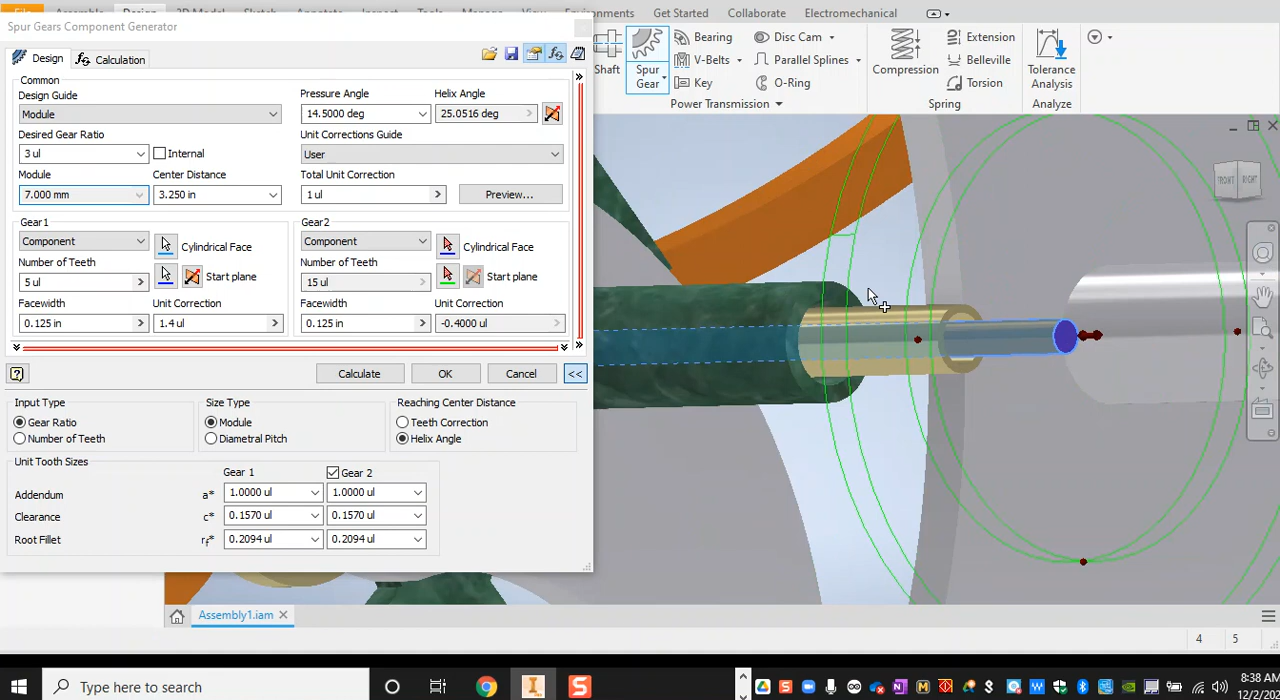 Get Started Collaborate Electromechanical
Spur Gears Component Generator
Design Calculation
Shaft Spur Gear Bearing V-Belts Key Disc Cam Parallel Splines O-Ring Compression Extension Belleville Torsion Tolerance Analysis
Power Transmission Spring Analyze
Common
Design Guide Pressure Angle Helix Angle
Module 14.5000 deg 25.0516 deg
Desired Gear Ratio Unit Corrections Guide
3 ul Internal User
Module Center Distance Total Unit Correction
7.000 mm 3.250 in 1 ul Preview...
Gear1 Gear2
Component Cylindrical Face Component Cylindrical Face
Number of Teeth Start plane Number of Teeth Start plane
5 ul 15 ul
Facewidth Unit Correction Facewidth Unit Correction
0.125 in 1.4 ul 0.125 in -0.4000 ul
Calculate OK Cancel <<
Input Type Size Type Reaching Center Distance
Gear Ratio Module Teeth Correction
Number of Teeth Diametral Pitch Helix Angle
Unit Tooth Sizes
Gear 1 Gear 2
Addendum a* 1.0000 ul 1.0000 ul
Clearance c* 0.1570 ul 0.1570 ul
Root Fillet rf* 0.2094 ul 0.2094 ul
FRONT RIGHT
Assembly1.iam
4 5
Type here to search
8:38 AM